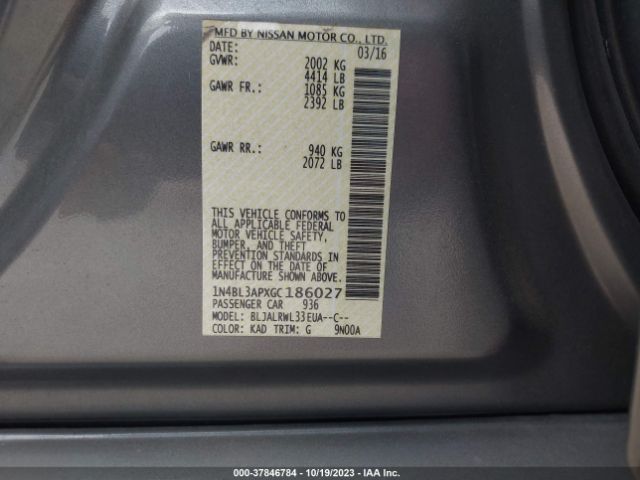 MFD BY NISSAN MOTOR CO., LTD.
DATE: 03/16
GVWR: 2002 KG
4414 LB
GAWR FR.: 1085 KG
2392 LB
GAWR RR.: 940 KG
2072 LB
THIS VEHICLE CONFORMS TO
ALL APPLICABLE FEDERAL
MOTOR VEHICLE SAFETY,
BUMPER, AND THEFT
PREVENTION STANDARDS IN
EFFECT ON THE DATE OF
MANUFACTURE SHOWN ABOVE.
1N4BL3APXGC186027
PASSENGER CAR 936
MODEL: BLJALRWL33EUA--C--
COLOR: KAD TRIM: G 9N00A
000-37846784 | 10/19/2023 | IAA Inc.